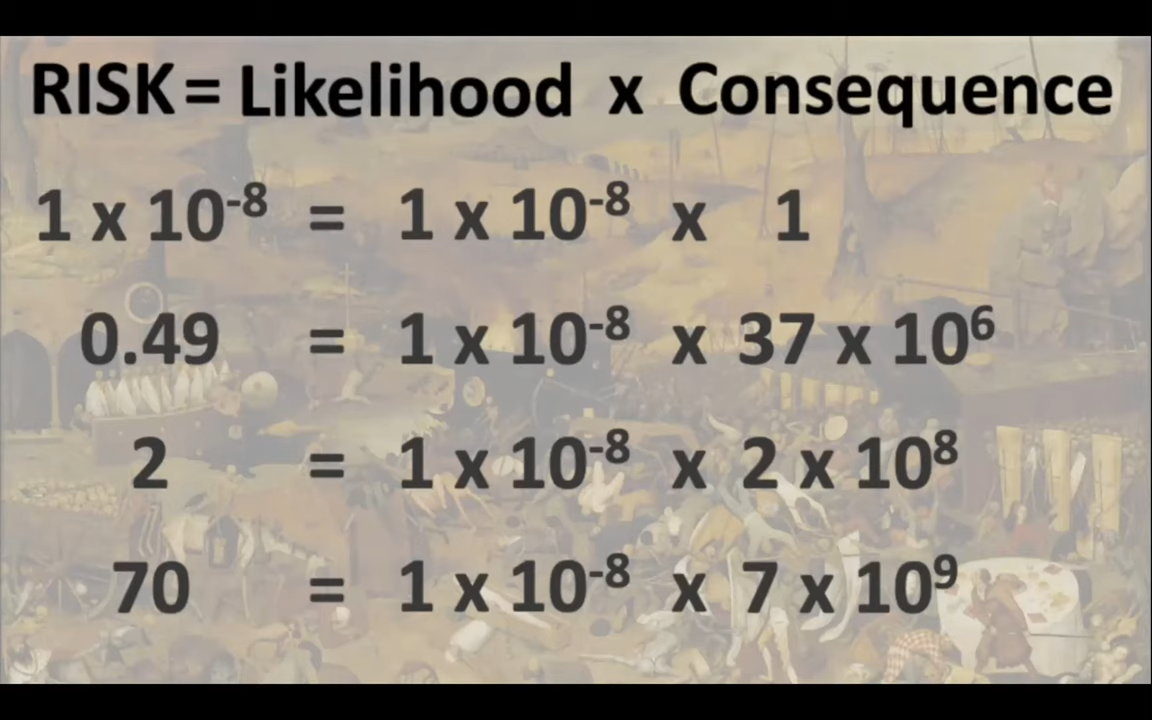 RISK = Likelihood x Consequence
1 x 10⁻⁸ = 1 x 10⁻⁸ x 1
0.49 = 1 x 10⁻⁸ x 37 x 10⁶
2 = 1 x 10⁻⁸ x 2 x 10⁸
70 = 1 x 10⁻⁸ x 7 x 10⁹